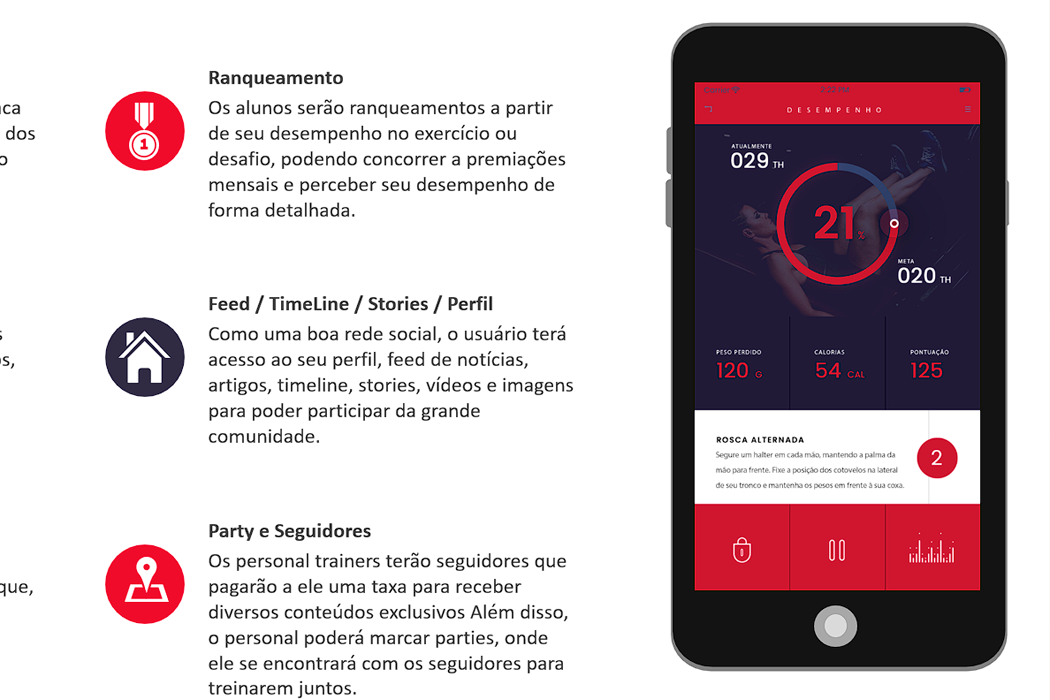 dos
o
s
que,
1
Ranqueamento
Os alunos serão ranqueamentos a partir
de seu desempenho no exercício ou
desafio, podendo concorrer a premiações
mensais e perceber seu desempenho de
forma detalhada.
Feed / TimeLine / Stories / Perfil
Como uma boa rede social, o usuário terá
acesso ao seu perfil, feed de notícias,
artigos, timeline, stories, vídeos e imagens
para poder participar da grande
comunidade.
Party e Seguidores
Os personal trainers terão seguidores que
pagarão a ele uma taxa para receber
diversos conteúdos exclusivos Além disso,
o personal poderá marcar parties, onde
ele se encontrará com os seguidores para
treinarem juntos.
DESEMPENHO
ATUALMENTE
029 TH
21%
META
020 TH
PESO PERDIDO
120 G
CALORIAS
54 CAL
PONTUAÇÃO
125
ROSCA ALTERNADA
Segure um halter em cada mão, mantendo a palma da
mão para frente. Fixe a posição dos cotovelos na lateral
de seu tronco e mantenha os pesos em frente à sua coxa.
2